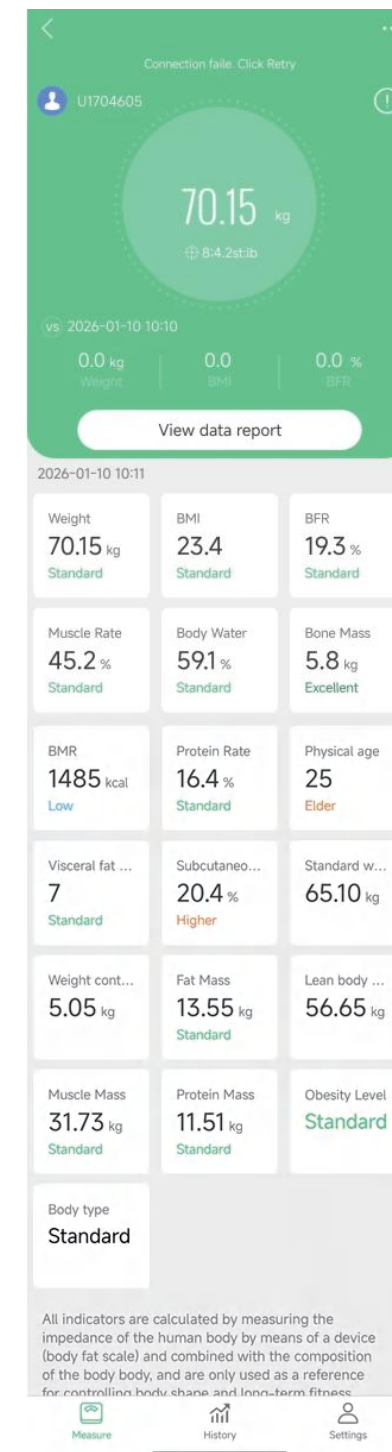 Connection faile. Click Retry
U1704605
70.15 kg
8:4.2st:lb
vs 2026-01-10 10:10
0.0 kg 0.0 0.0 %
Weight BMI BFR
View data report
2026-01-10 10:11
Weight BMI BFR
70.15 kg 23.4 19.3 %
Standard Standard Standard
Muscle Rate Body Water Bone Mass
45.2 % 59.1 % 5.8 kg
Standard Standard Excellent
BMR Protein Rate Physical age
1485 kcal 16.4 % 25
Low Standard Elder
Visceral fat ... Subcutaneo... Standard w...
7 20.4 % 65.10 kg
Standard Higher
Weight cont... Fat Mass Lean body ...
5.05 kg 13.55 kg 56.65 kg
Standard
Muscle Mass Protein Mass Obesity Level
31.73 kg 11.51 kg Standard
Standard Standard
Body type
Standard
All indicators are calculated by measuring the
impedance of the human body by means of a device
(body fat scale) and combined with the composition
of the body body, and are only used as a reference
for controlling body shape and long-term fitness
Measure History Settings